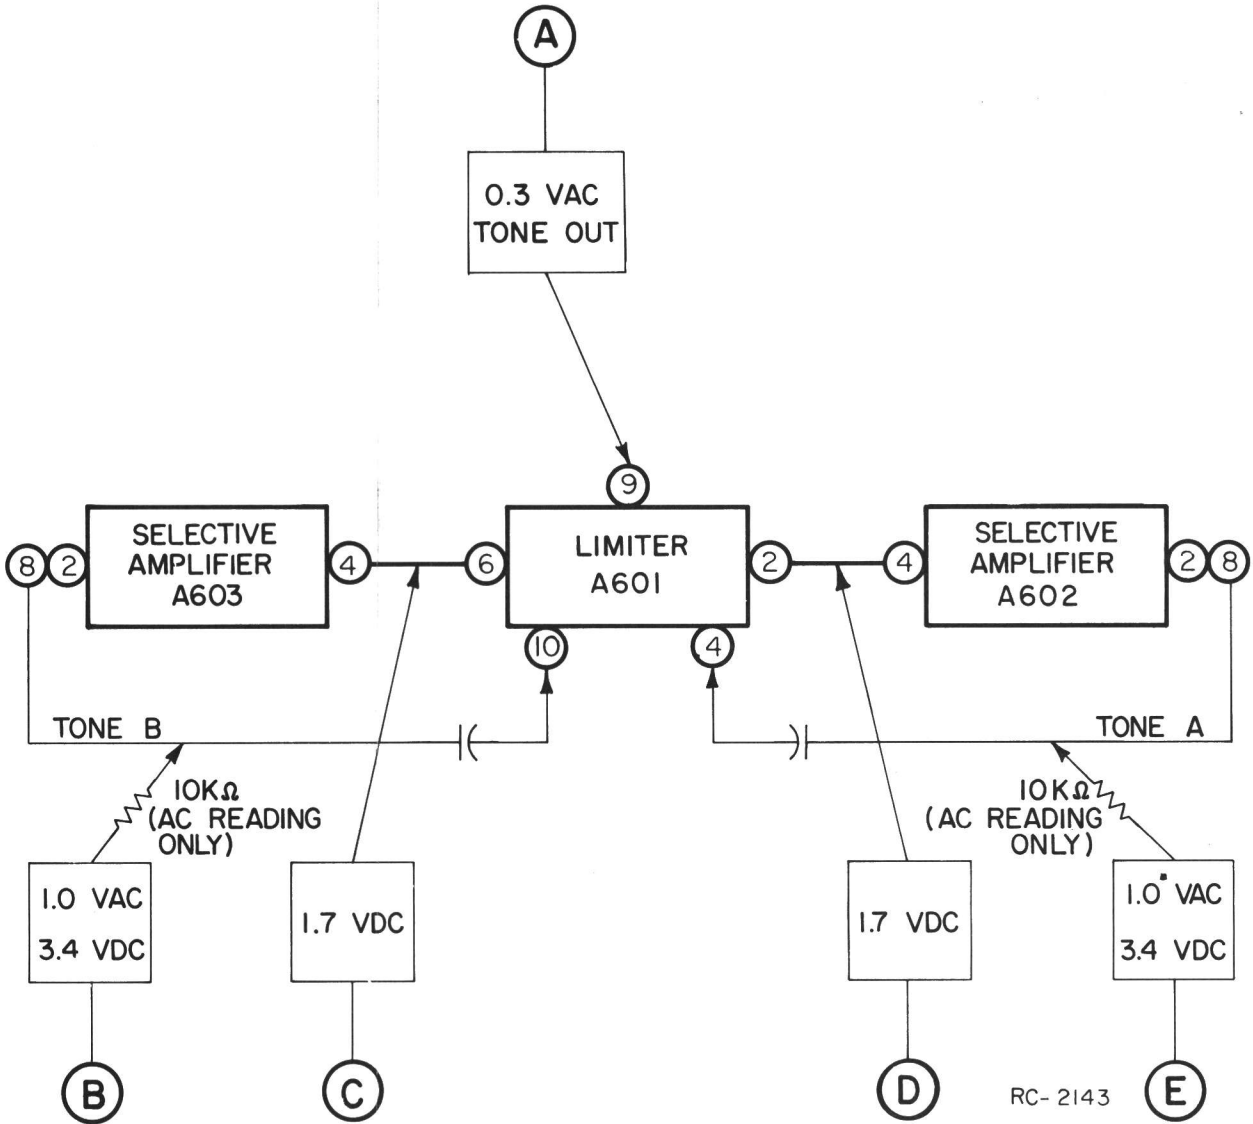 A
0.3 VAC
TONE OUT
9
SELECTIVE
AMPLIFIER
A603
8
2
4
6
LIMITER
A601
2
4
SELECTIVE
AMPLIFIER
A602
2
8
10
4
TONE B
TONE A
10KΩ
(AC READING
ONLY)
10KΩ
(AC READING
ONLY)
1.0 VAC
3.4 VDC
1.7 VDC
1.7 VDC
1.0 VAC
3.4 VDC
B
C
D
RC-2143
E